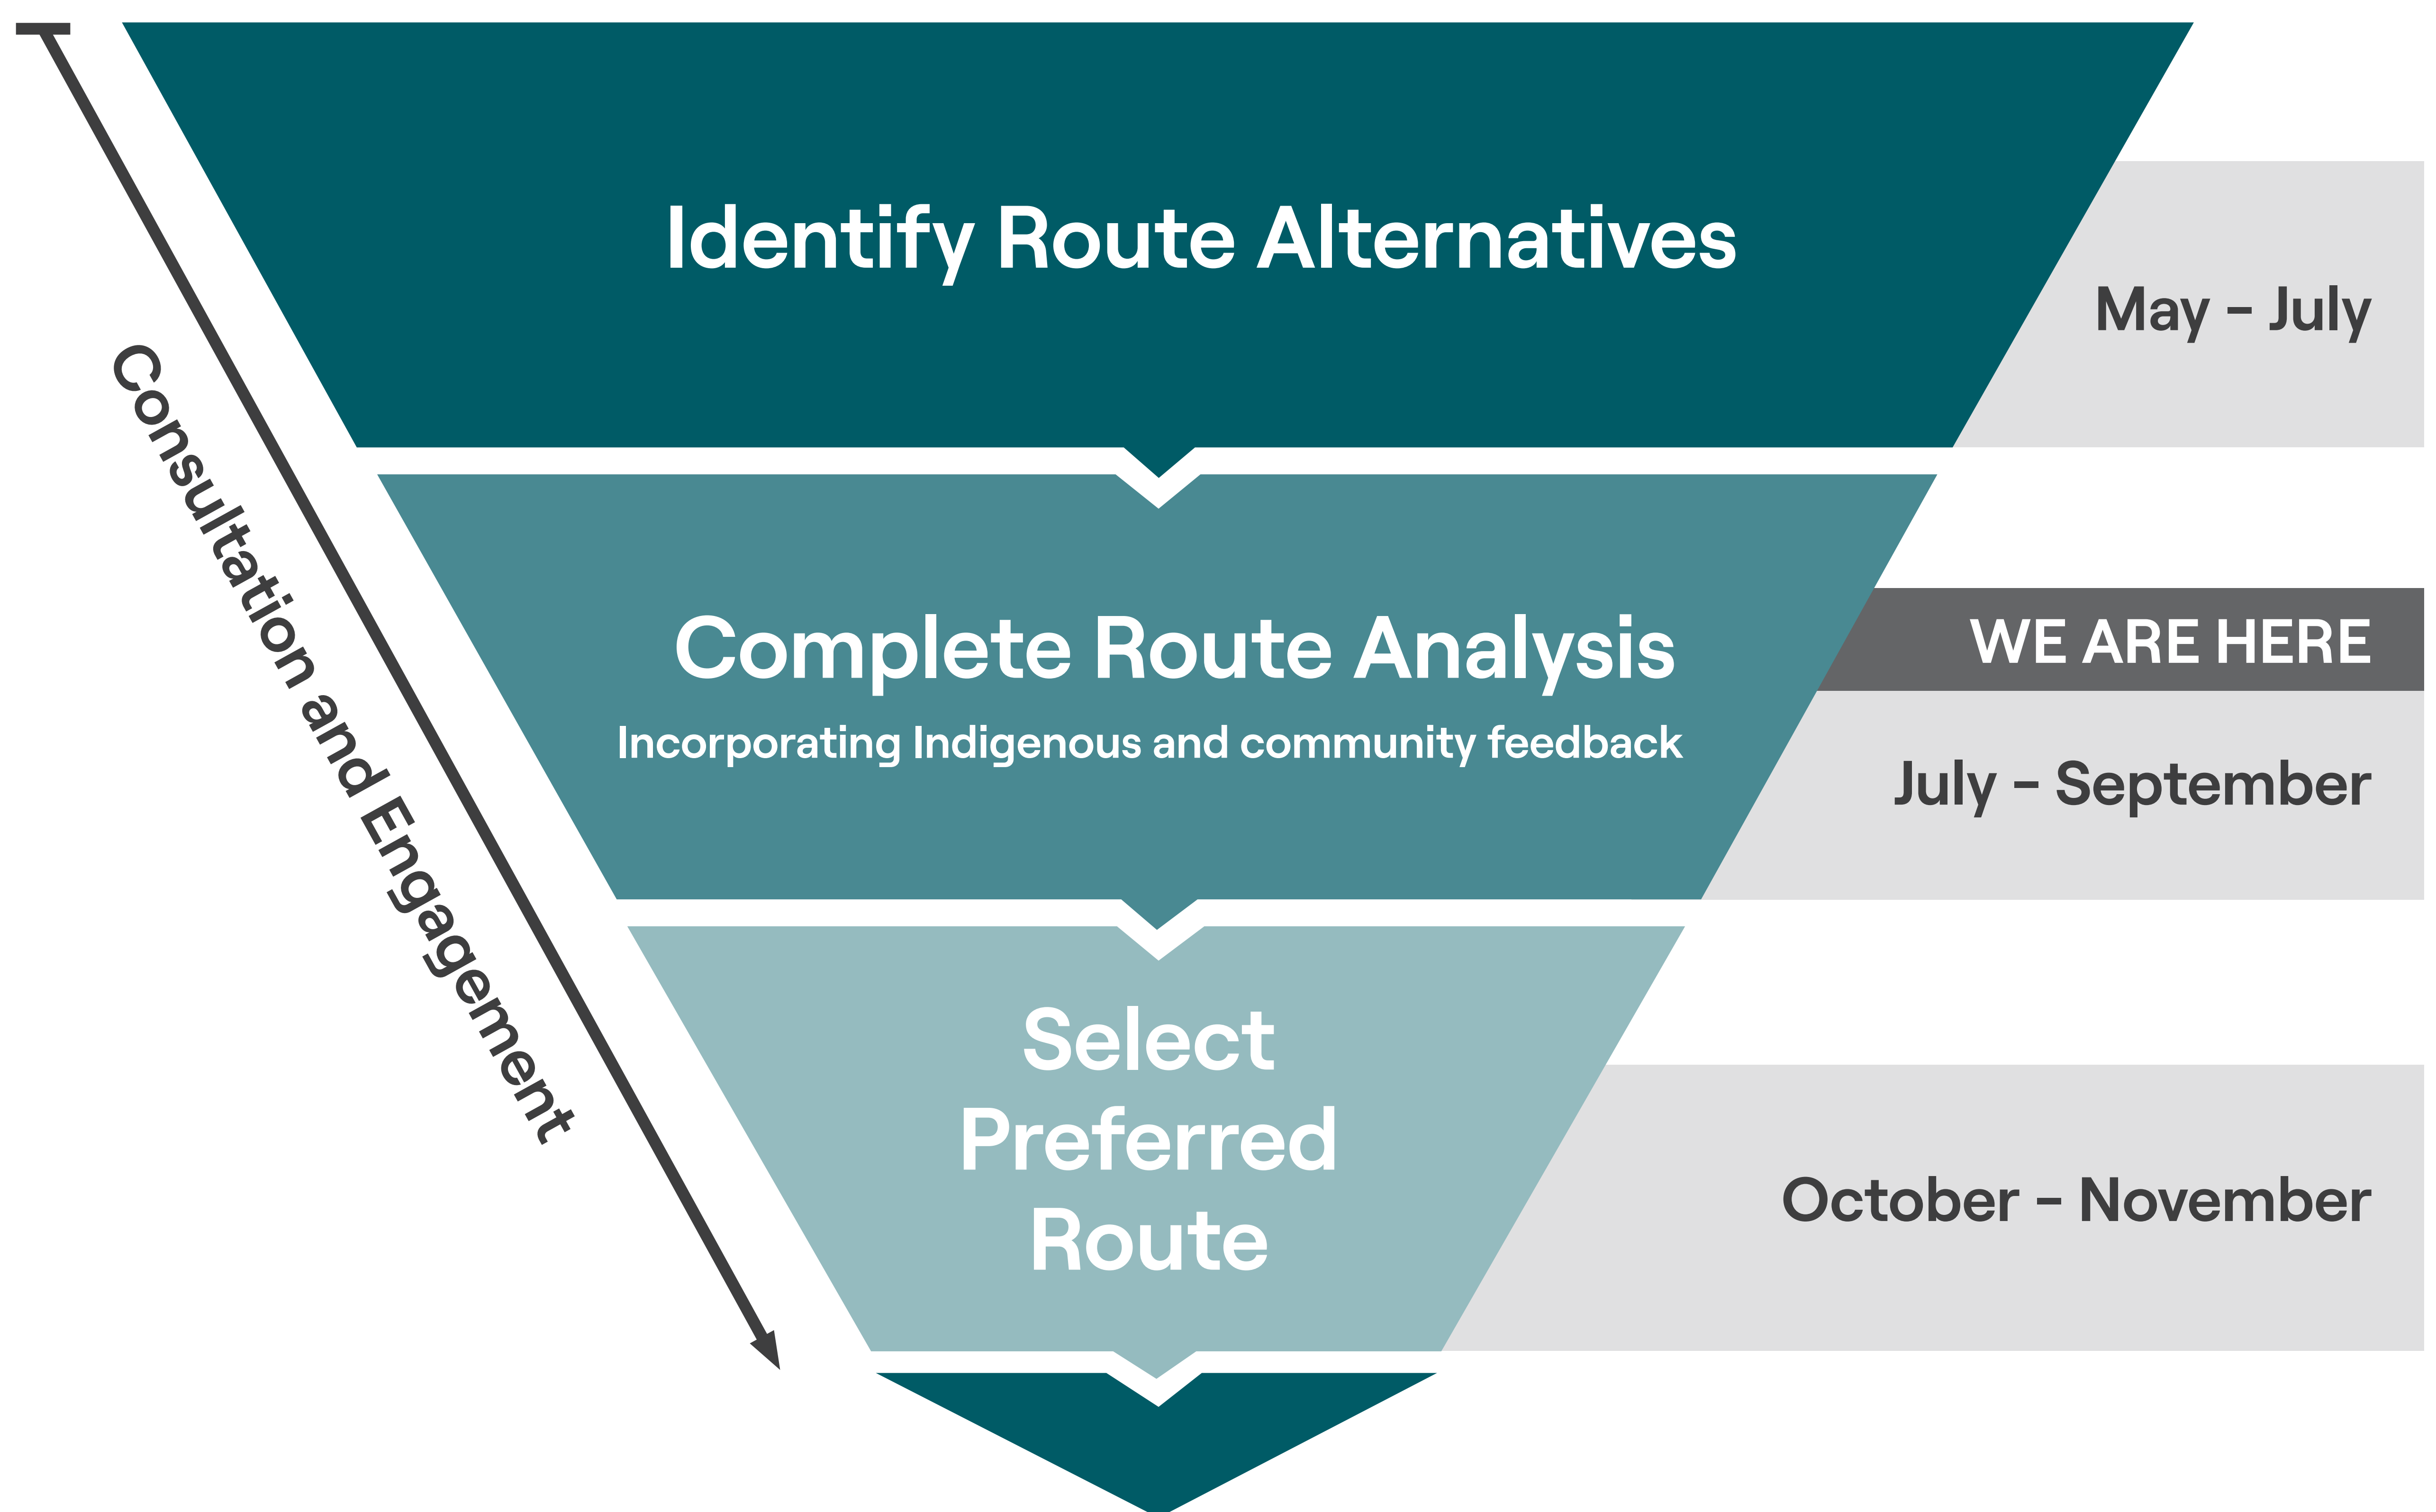 Identify Route Alternatives
May – July
Consultation and Engagement
Complete Route Analysis
Incorporating Indigenous and community feedback
WE ARE HERE
July – September
Select
Preferred
Route
October – November